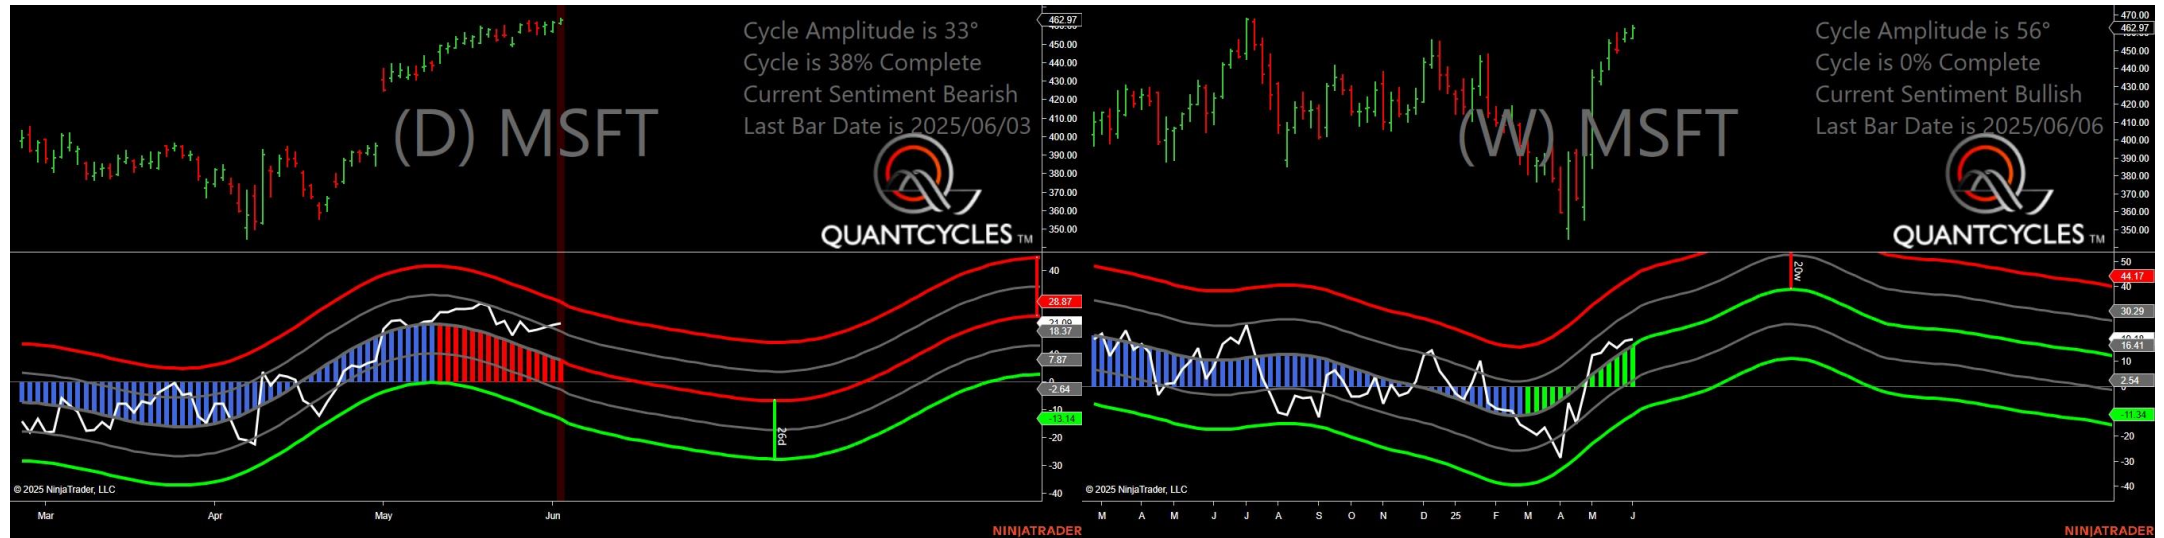 Cycle Amplitude is 33°
Cycle is 38% Complete
Current Sentiment Bearish
Last Bar Date is 2025/06/03
(D) MSFT
QUANTCYCLES TM
462.97
450.00
440.00
430.00
420.00
410.00
400.00
390.00
380.00
370.00
360.00
350.00
40
28.87
21.09
18.37
7.87
-2.64
-10
-13.14
-20
-30
-40
26d
© 2025 NinjaTrader, LLC
Mar Apr May Jun
NINJATRADER
Cycle Amplitude is 56°
Cycle is 0% Complete
Current Sentiment Bullish
Last Bar Date is 2025/06/06
(W) MSFT
QUANTCYCLES TM
470.00
462.97
450.00
440.00
430.00
420.00
410.00
400.00
390.00
380.00
370.00
360.00
350.00
50
44.17
40
30.29
16.41
10
2.54
-11.34
-20
-30
-40
20w
© 2025 NinjaTrader, LLC
M A M J J A S O N D 25 F M A M J
NINJATRADER